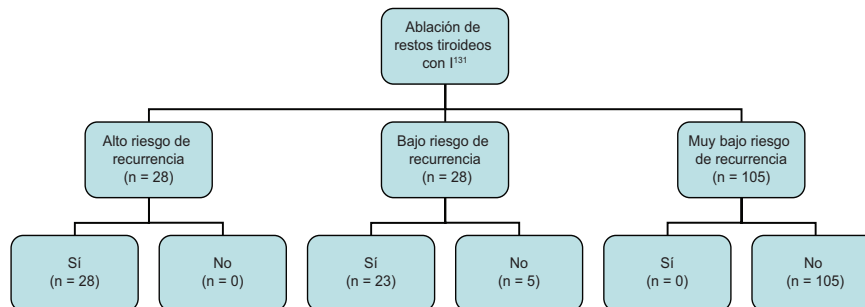 Ablación de
restos tiroideos
con I¹³¹
Alto riesgo de
recurrencia
(n = 28)
Bajo riesgo de
recurrencia
(n = 28)
Muy bajo riesgo
de recurrencia
(n = 105)
Sí
(n = 28)
No
(n = 0)
Sí
(n = 23)
No
(n = 5)
Sí
(n = 0)
No
(n = 105)